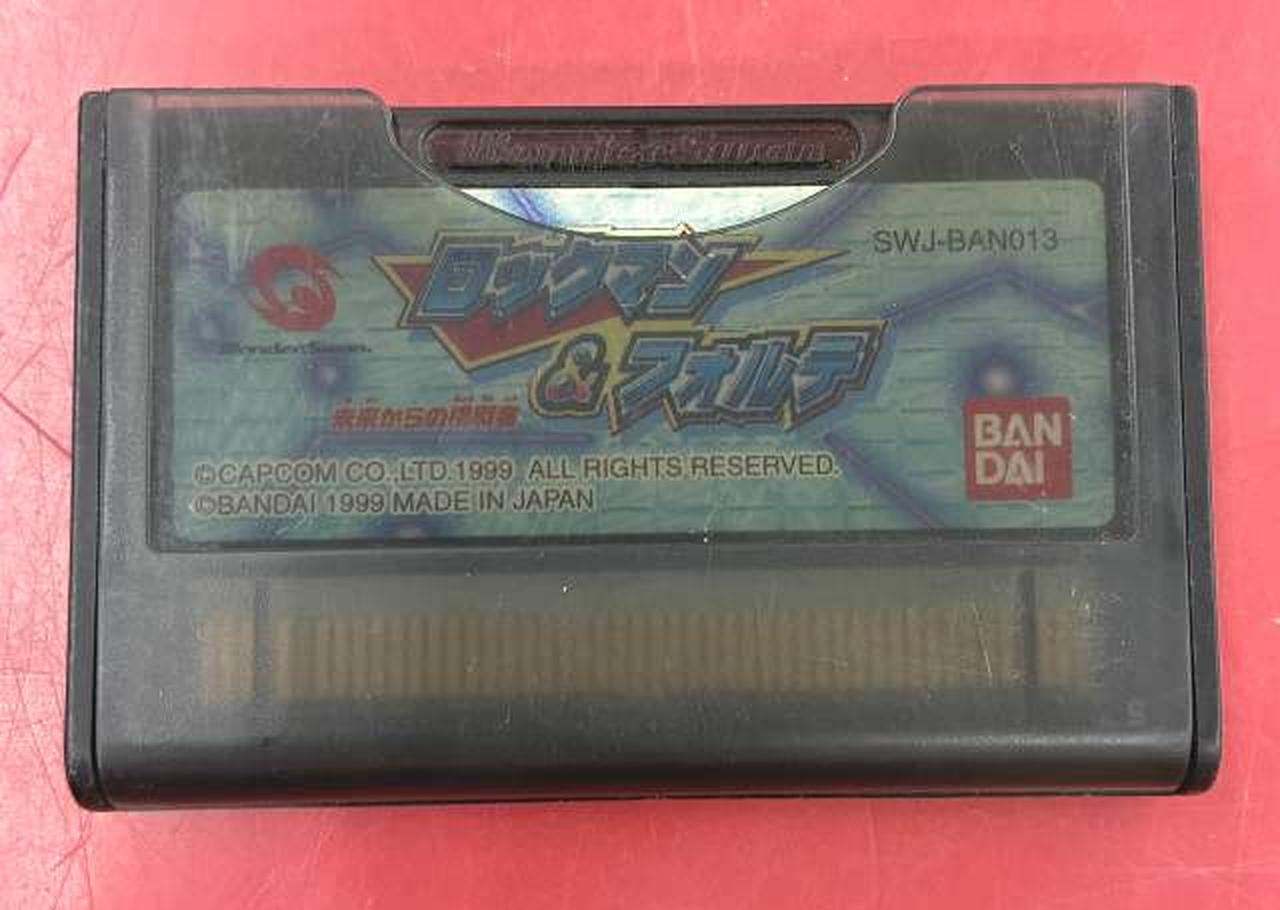 WonderSwan
SWJ-BAN013
ロックマン
WonderSwan
&フォルテ
未来からの挑戦者
©CAPCOM CO.,LTD.1999 ALL RIGHTS RESERVED.
©BANDAI 1999 MADE IN JAPAN
BAN
DAI